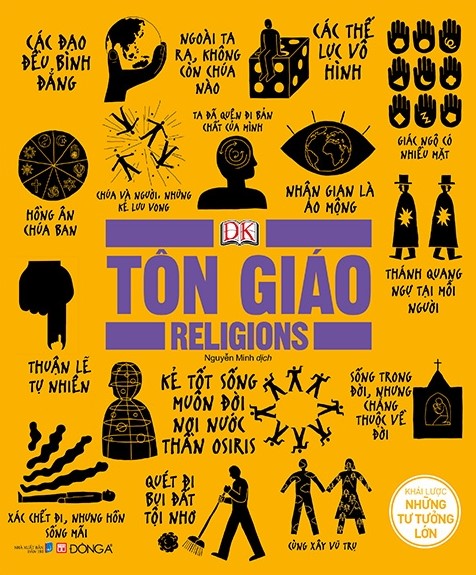 CÁC ĐẠO
ĐỀU BÌNH
ĐẲNG
NGOÀI TA
RA, KHÔNG
CÒN CHÚA
NÀO
CÁC THẾ
LỰC VÔ
HÌNH
GIÁC NGỘ CÓ
NHIỀU MẶT
TA ĐÃ QUÊN ĐI BẢN
CHẤT CỦA MÌNH
HỒNG ÂN
CHÚA BAN
CHÚA VÀ NGƯỜI, NHỮNG
KẺ LƯU VONG
NHÂN GIAN LÀ
ẢO MỘNG
THÁNH QUANG
NGỰ TẠI MỖI
NGƯỜI
DK
TÔN GIÁO
RELIGIONS
Nguyễn Minh dịch
THUẬN LẼ
TỰ NHIÊN
KẺ TỐT SỐNG
MUÔN ĐỜI
NƠI NƯỚC
THẦN OSIRIS
SỐNG TRONG
ĐỜI, NHƯNG
CHẲNG
THUỘC VỀ
ĐỜI
XÁC CHẾT ĐI, NHƯNG HỒN
SỐNG MÃI
QUÉT ĐI
BỤI ĐẤT
TỘI NHƠ
CÙNG XÂY VŨ TRỤ
KHÁI LƯỢC
NHỮNG
TƯ TƯỞNG
LỚN
NHÀ XUẤT BẢN
DÂN TRÍ
ĐÔNG A